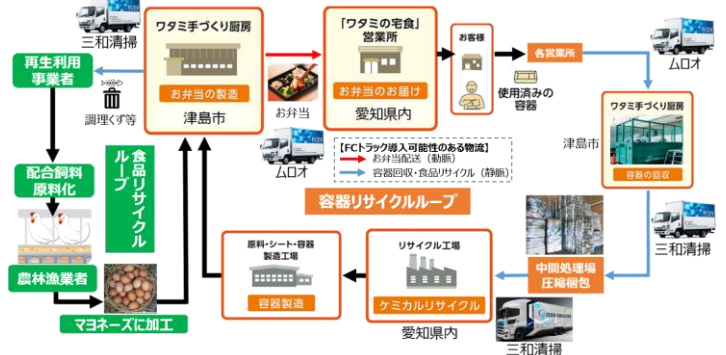 三和清掃
再生利用
事業者
調理くず等
配合飼料
原料化
農林漁業者
マヨネーズに加工
食品リサイクル
ループ
ワタミ手づくり厨房
お弁当の製造
津島市
お弁当
ムロオ
「ワタミの宅食」
営業所
お弁当のお届け
愛知県内
お客様
各営業所
使用済みの
容器
ムロオ
ワタミ手づくり厨房
津島市
容器の回収
【FCトラック導入可能性のある物流】
お弁当配送(動脈)
容器回収・食品リサイクル(静脈)
容器リサイクルループ
三和清掃
中間処理場
圧縮梱包
三和清掃
リサイクル工場
ケミカルリサイクル
愛知県内
原料・シート・容器
製造工場
容器製造